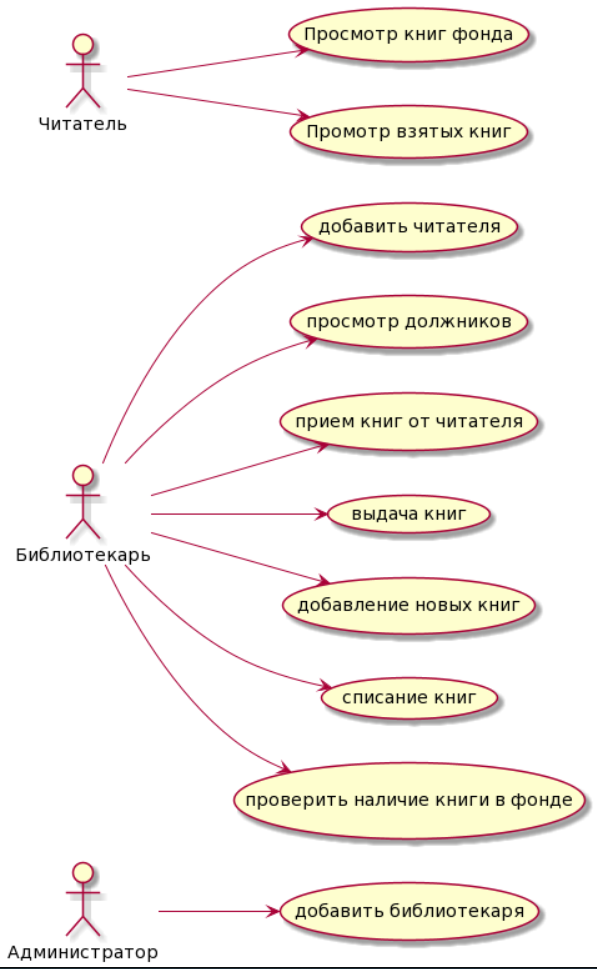 Просмотр книг фонда
Читатель
Промотр взятых книг
добавить читателя
просмотр должников
прием книг от читателя
выдача книг
Библиотекарь
добавление новых книг
списание книг
проверить наличие книги в фонде
добавить библиотекаря
Администратор